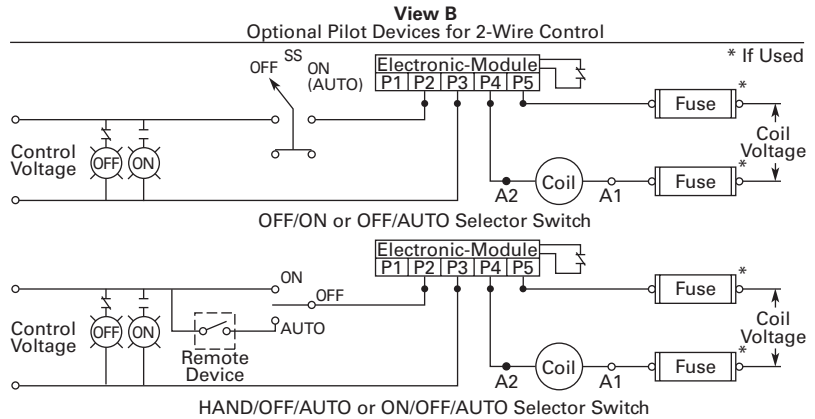 View B
Optional Pilot Devices for 2-Wire Control
* If Used
SS
OFF
ON
(AUTO)
Electronic-Module
P1 P2 P3 P4 P5
*
Fuse
Control
Voltage
OFF
ON
Coil
Voltage
*
Coil
Fuse
A2
A1
OFF/ON or OFF/AUTO Selector Switch
Electronic-Module
P1 P2 P3 P4 P5
ON
OFF
*
Fuse
Control
Voltage
OFF
ON
AUTO
Coil
Voltage
Remote
Device
*
Coil
Fuse
A2
A1
HAND/OFF/AUTO or ON/OFF/AUTO Selector Switch